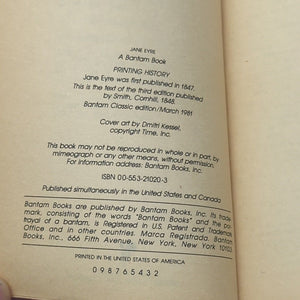 JANE EYRE
A Bantam Book
PRINTING HISTORY
Jane Eyre was first published in 1847.
This is the text of the third edition published
by Smith, Cornhill, 1848.
Bantam Classic edition/March 1981
Cover art by Dmitri Kessel,
copyright Time, Inc.
This book may not be reproduced in whole or in part, by
mimeograph or any other means, without permission.
For information address: Bantam Books, Inc.
ISBN 00-553-21020-3
Published simultaneously in the United States and Canada
Bantam Books are published by Bantam Books, Inc. Its trade
mark, consisting of the words "Bantam Books" and the por
trayal of a bantam, is Registered in U.S. Patent and Trademark
Office and in other countries. Marca Registrada. Bantam
Books, Inc., 666 Fifth Avenue, New York, New York 10103
PRINTED IN THE UNITED STATES OF AMERICA
0 9 8 7 6 5 4 3 2